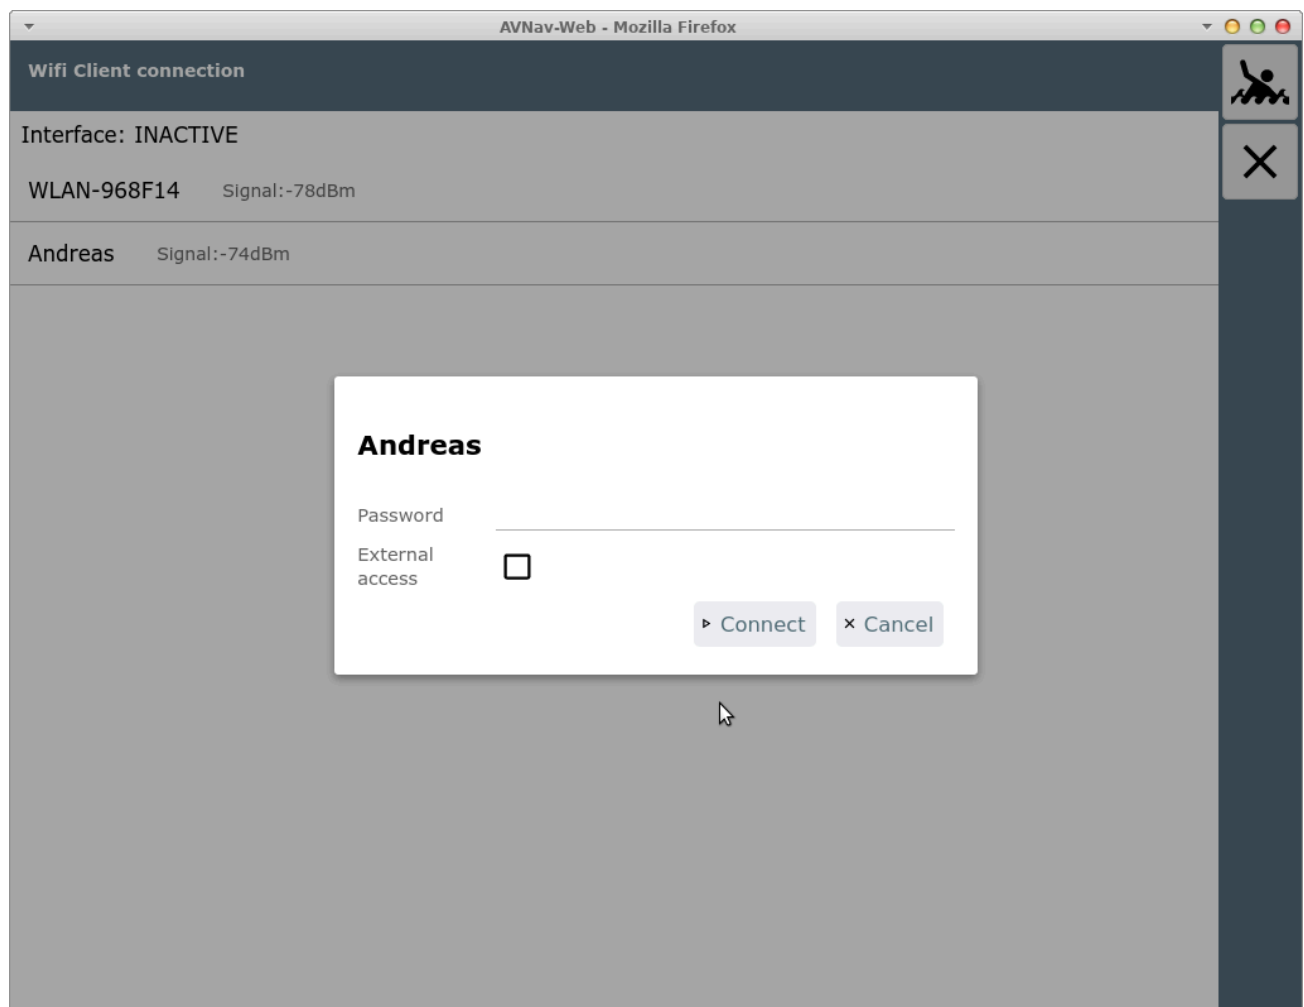 AVNav-Web - Mozilla Firefox
Wifi Client connection
Interface: INACTIVE
WLAN-968F14 Signal:-78dBm
Andreas Signal:-74dBm
Andreas
Password
External
access
Connect Cancel